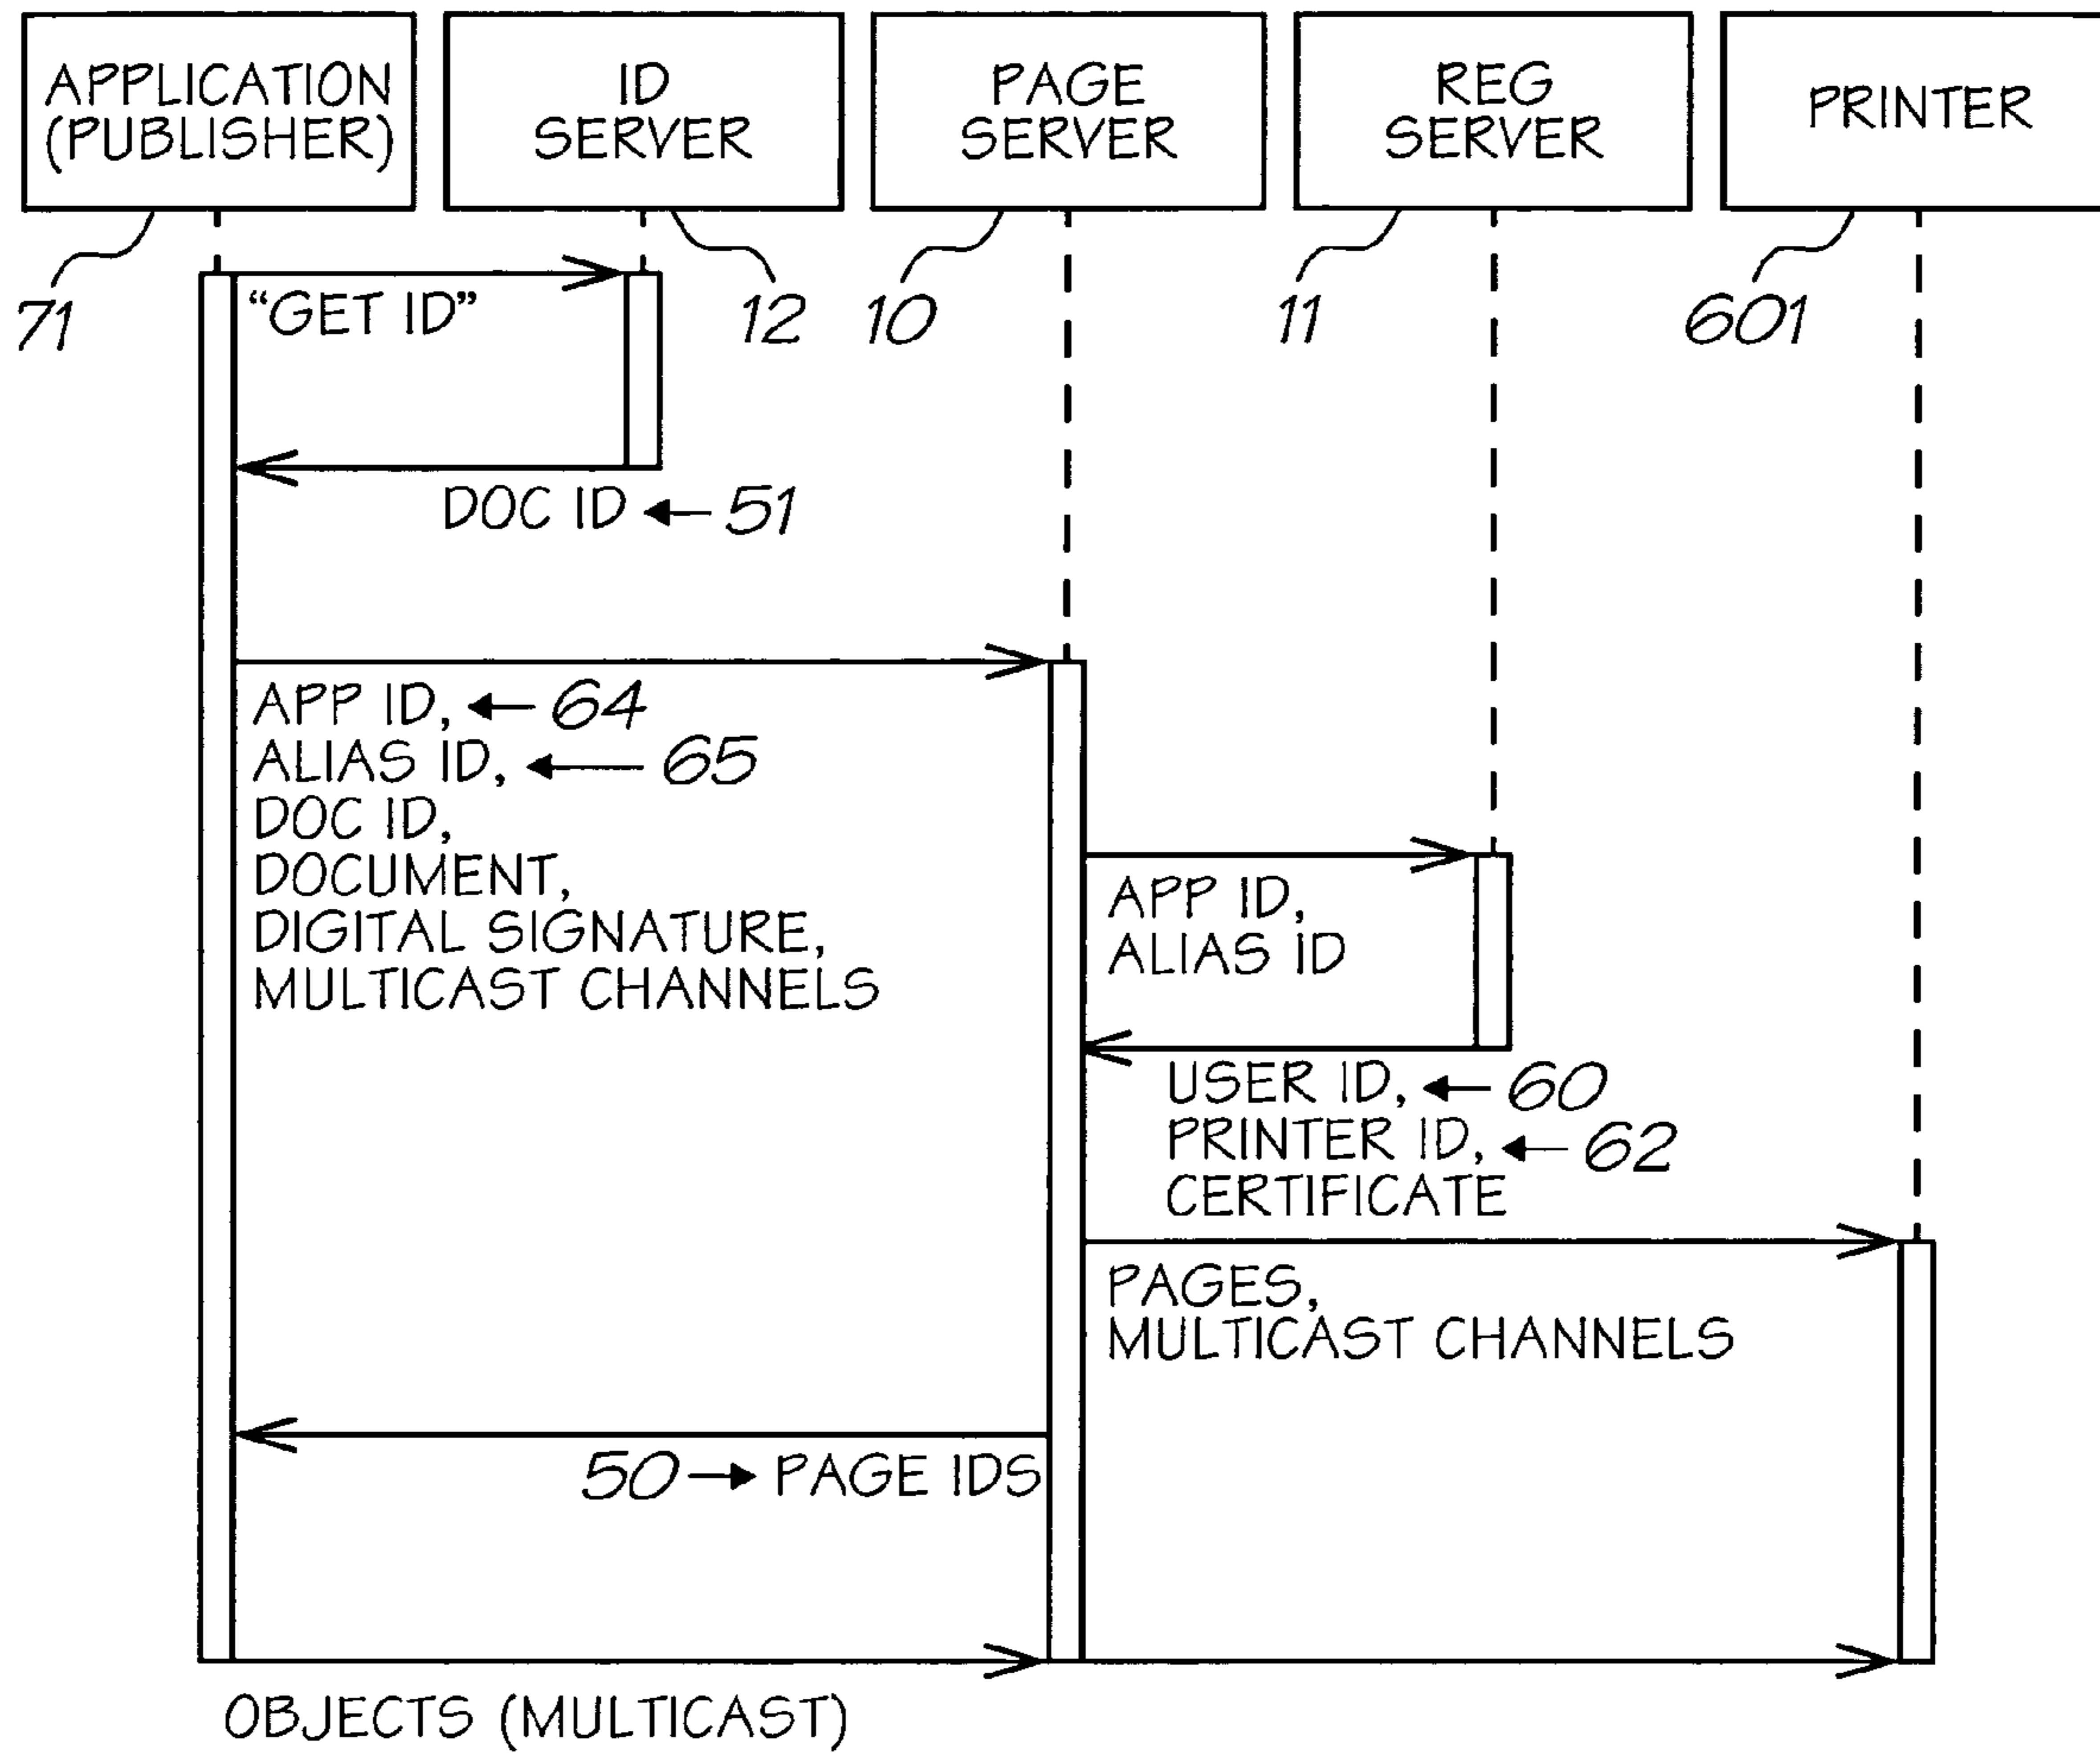 APPLICATION
(PUBLISHER)
ID
SERVER
PAGE
SERVER
REG
SERVER
PRINTER
71
12
10
11
601
“GET ID”
DOC ID 51
APP ID, 64
ALIAS ID, 65
DOC ID,
DOCUMENT,
DIGITAL SIGNATURE,
MULTICAST CHANNELS
APP ID,
ALIAS ID
USER ID, 60
PRINTER ID, 62
CERTIFICATE
PAGES,
MULTICAST CHANNELS
50 PAGE IDS
OBJECTS (MULTICAST)